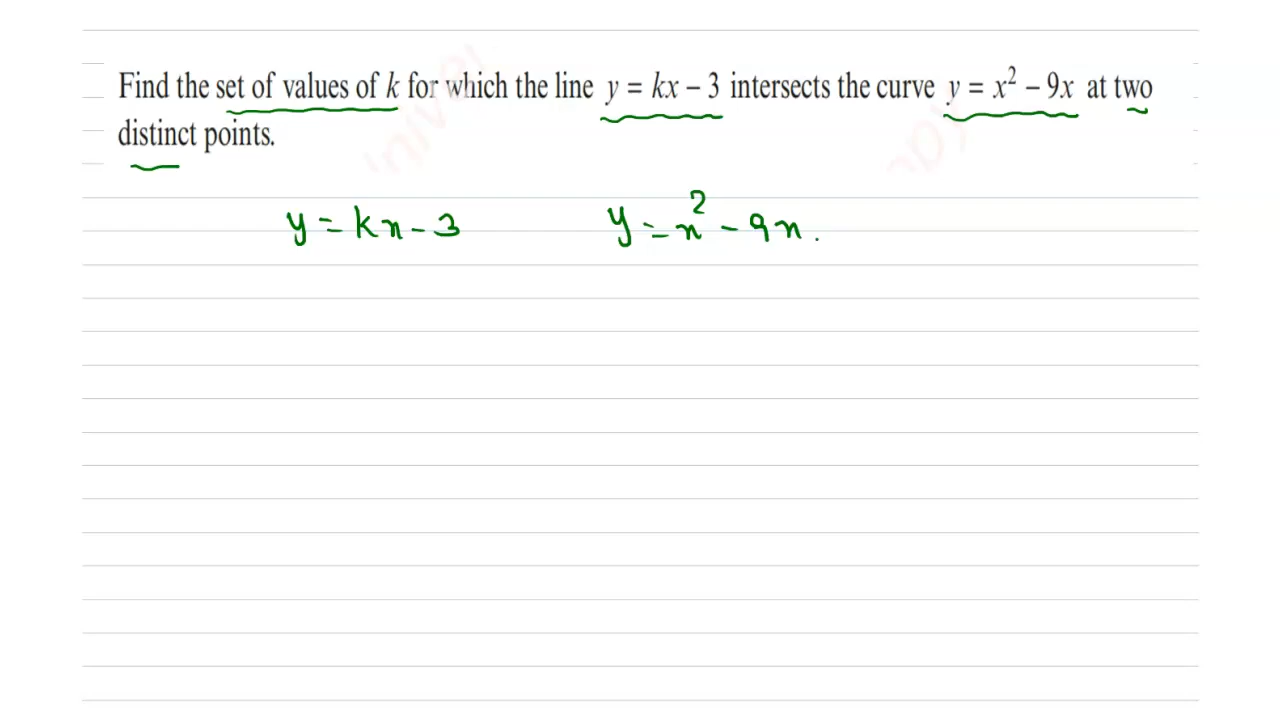 Find the set of values of k for which the line y = kx − 3 intersects the curve y = x² − 9x at two
distinct points.
y = kx − 3 y = x² − 9x.